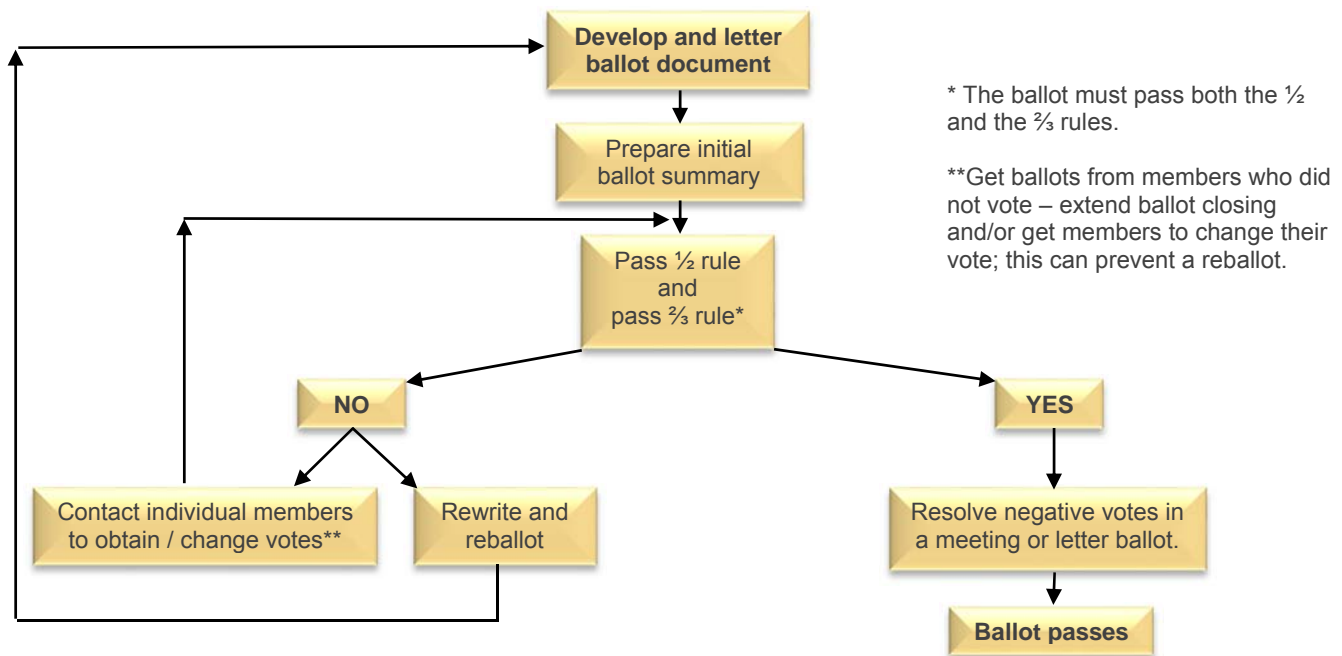 Develop and letter
ballot document
* The ballot must pass both the ½
and the ⅔ rules.
Prepare initial
ballot summary
**Get ballots from members who did
not vote – extend ballot closing
and/or get members to change their
vote; this can prevent a reballot.
Pass ½ rule
and
pass ⅔ rule*
NO
YES
Contact individual members
to obtain / change votes**
Rewrite and
reballot
Resolve negative votes in
a meeting or letter ballot.
Ballot passes